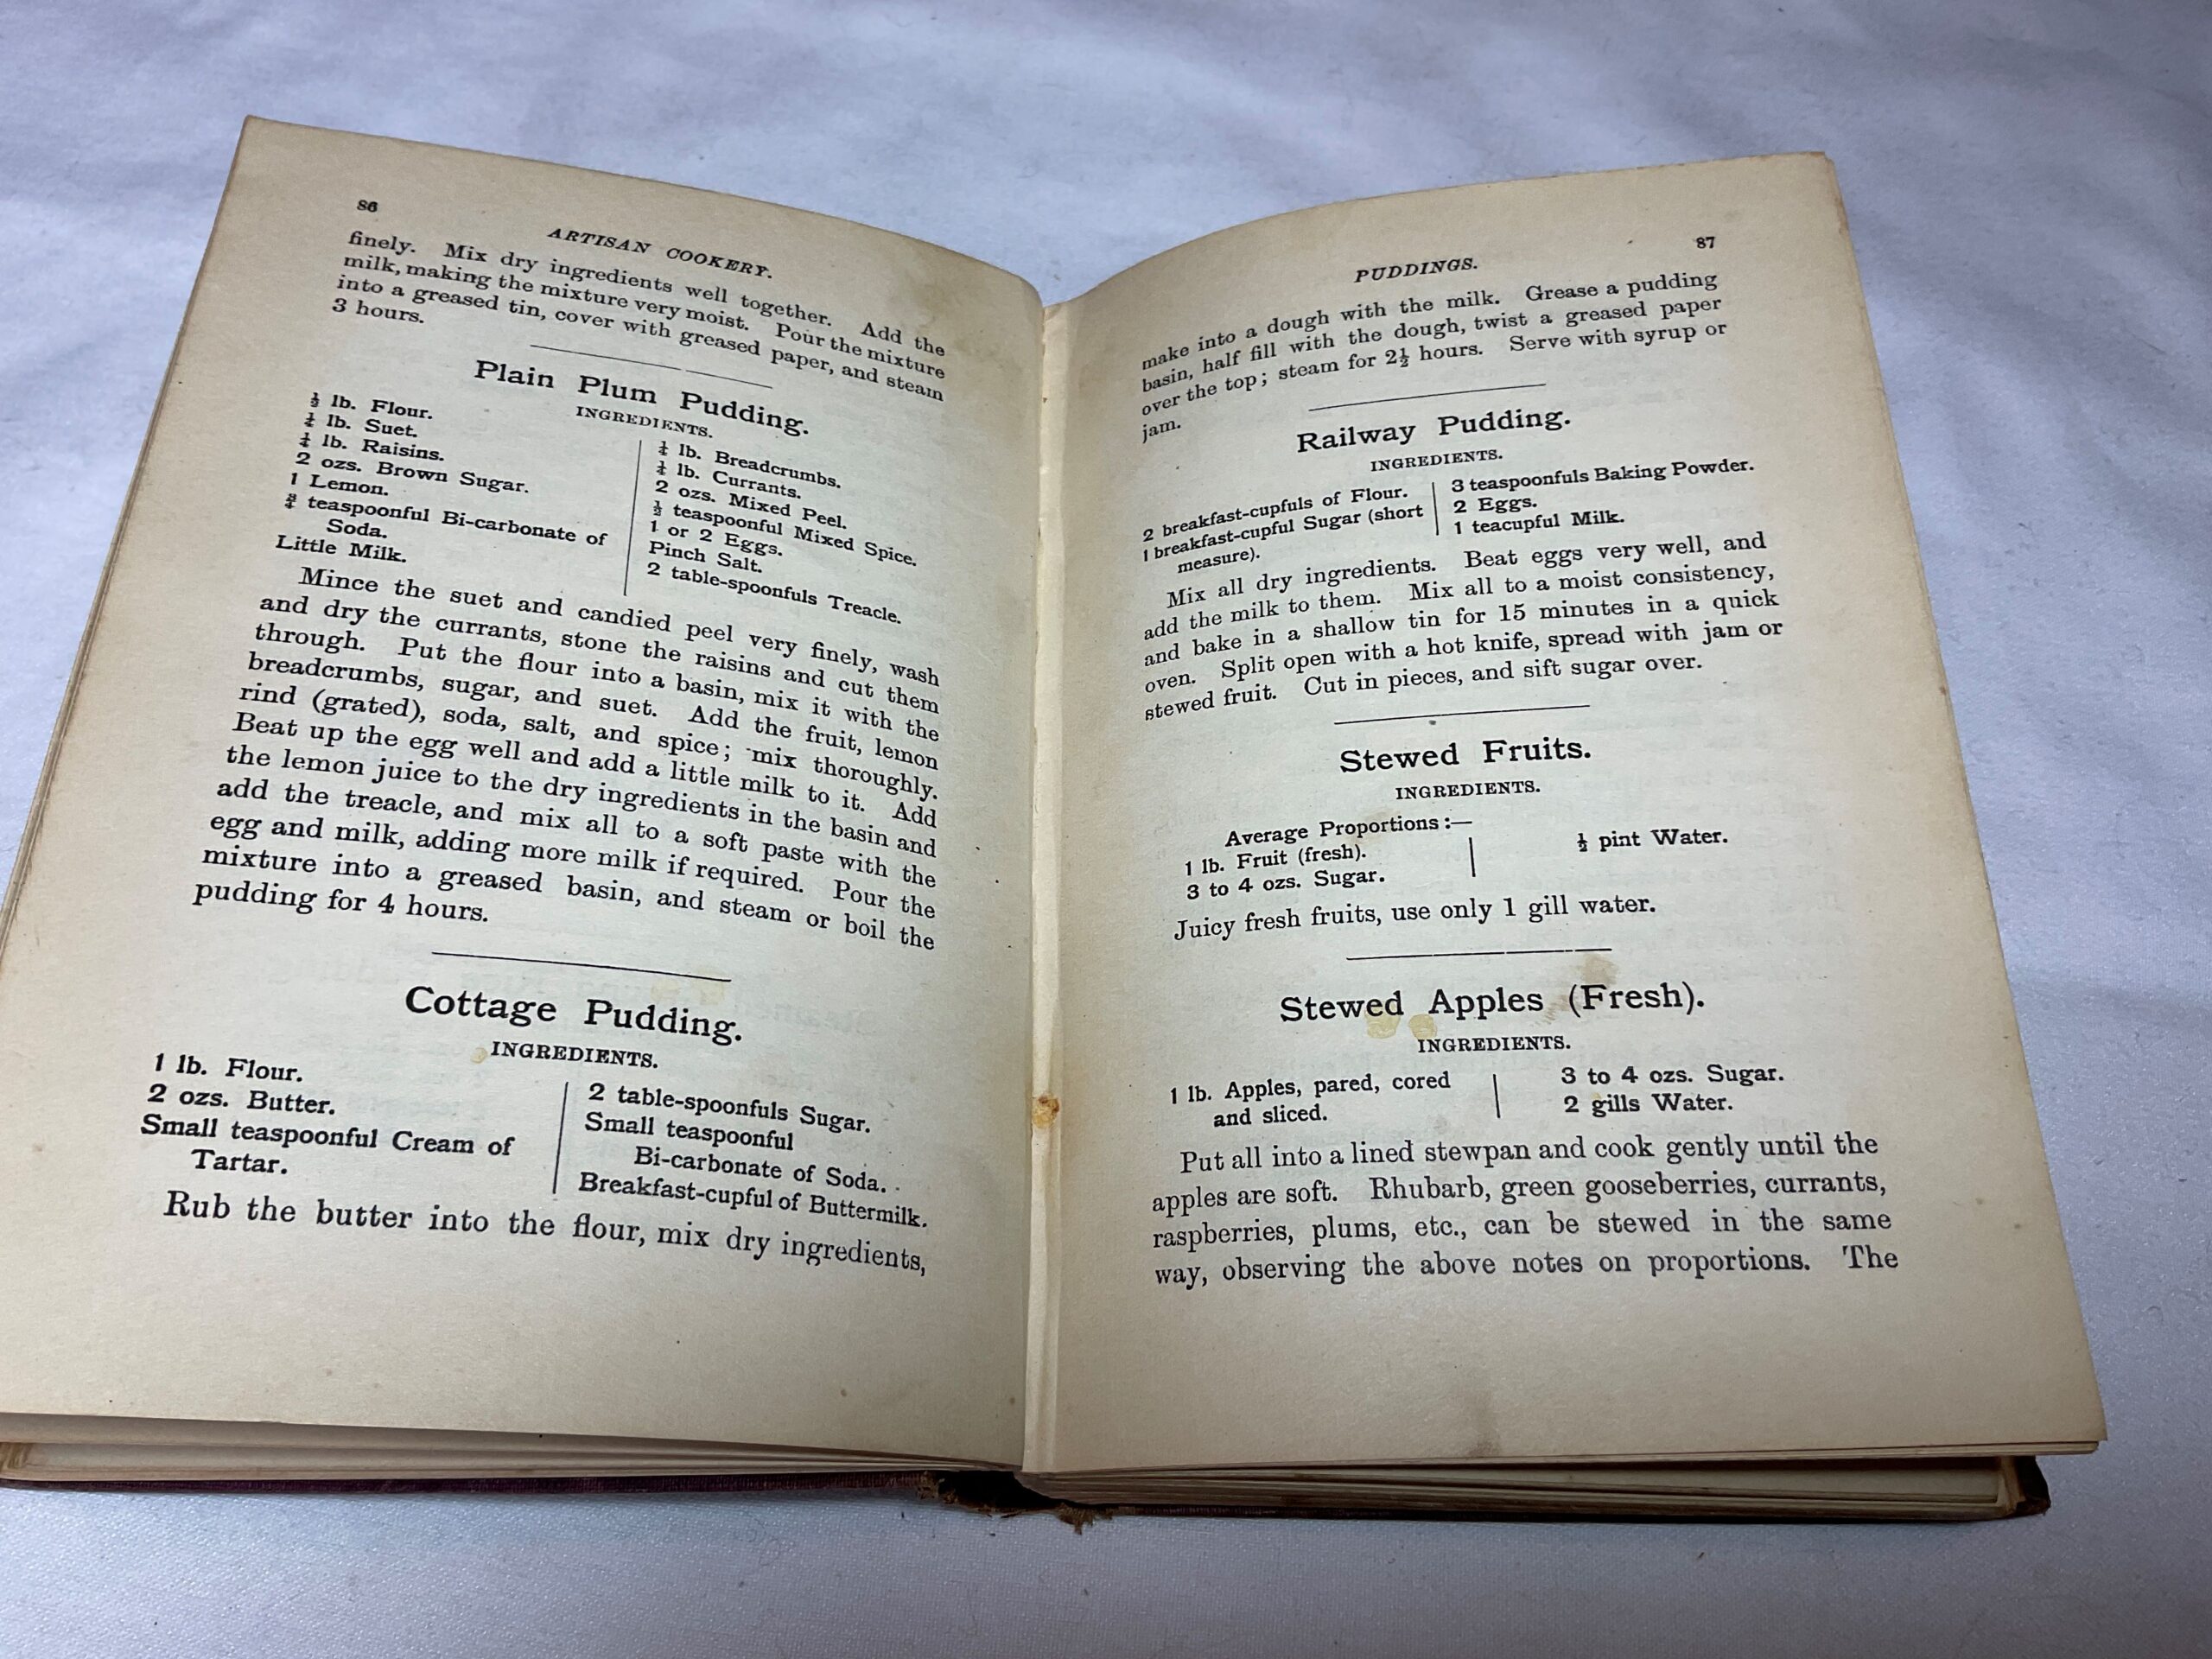 86
ARTISAN COOKERY.
finely. Mix dry ingredients well together. Add the
milk, making the mixture very moist. Pour the mixture
into a greased tin, cover with greased paper, and steam
3 hours.
Plain Plum Pudding.
INGREDIENTS.
½ lb. Flour.
¼ lb. Suet.
¼ lb. Raisins.
2 ozs. Brown Sugar.
1 Lemon.
¾ teaspoonful Bi-carbonate of
Soda.
Little Milk.
¼ lb. Breadcrumbs.
¼ lb. Currants.
2 ozs. Mixed Peel.
½ teaspoonful Mixed Spice.
1 or 2 Eggs.
Pinch Salt.
2 table-spoonfuls Treacle.
Mince the suet and candied peel very finely, wash
and dry the currants, stone the raisins and cut them
through. Put the flour into a basin, mix it with the
breadcrumbs, sugar, and suet. Add the fruit, lemon
rind (grated), soda, salt, and spice; mix thoroughly.
Beat up the egg well and add a little milk to it. Add
the lemon juice to the dry ingredients in the basin and
add the treacle, and mix all to a soft paste with the
egg and milk, adding more milk if required. Pour the
mixture into a greased basin, and steam or boil the
pudding for 4 hours.
Cottage Pudding.
INGREDIENTS.
1 lb. Flour.
2 ozs. Butter.
Small teaspoonful Cream of
Tartar.
2 table-spoonfuls Sugar.
Small teaspoonful
Bi-carbonate of Soda.
Breakfast-cupful of Buttermilk.
Rub the butter into the flour, mix dry ingredients,
87
PUDDINGS.
make into a dough with the milk. Grease a pudding
basin, half fill with the dough, twist a greased paper
over the top; steam for 2½ hours. Serve with syrup or
jam.
Railway Pudding.
INGREDIENTS.
2 breakfast-cupfuls of Flour.
1 breakfast-cupful Sugar (short
measure).
3 teaspoonfuls Baking Powder.
2 Eggs.
1 teacupful Milk.
Mix all dry ingredients. Beat eggs very well, and
add the milk to them. Mix all to a moist consistency,
and bake in a shallow tin for 15 minutes in a quick
oven. Split open with a hot knife, spread with jam or
stewed fruit. Cut in pieces, and sift sugar over.
Stewed Fruits.
INGREDIENTS.
Average Proportions:—
1 lb. Fruit (fresh).
3 to 4 ozs. Sugar.
½ pint Water.
Juicy fresh fruits, use only 1 gill water.
Stewed Apples (Fresh).
INGREDIENTS.
1 lb. Apples, pared, cored
and sliced.
3 to 4 ozs. Sugar.
2 gills Water.
Put all into a lined stewpan and cook gently until the
apples are soft. Rhubarb, green gooseberries, currants,
raspberries, plums, etc., can be stewed in the same
way, observing the above notes on proportions. The